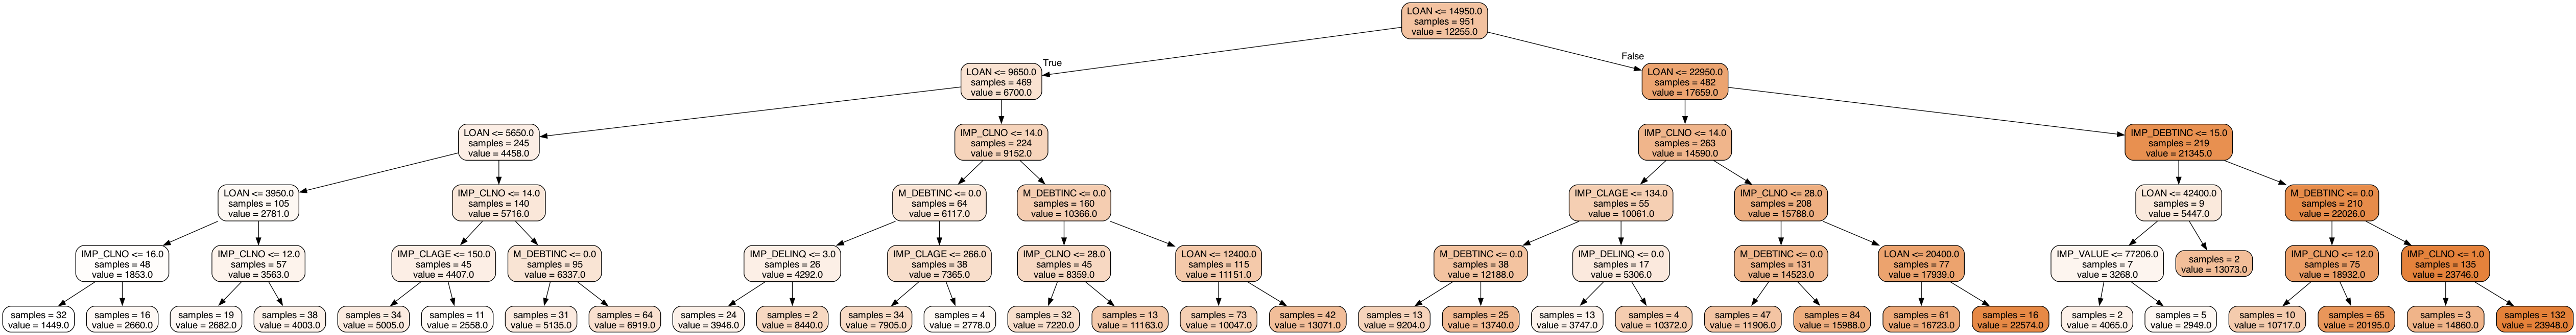 LOAN <= 14950.0
samples = 951
value = 12255.0
True
False
LOAN <= 9650.0
samples = 469
value = 6700.0
LOAN <= 22950.0
samples = 482
value = 17659.0
LOAN <= 5650.0
samples = 245
value = 4458.0
IMP_CLNO <= 14.0
samples = 224
value = 9152.0
IMP_CLNO <= 14.0
samples = 263
value = 14590.0
IMP_DEBTINC <= 15.0
samples = 219
value = 21345.0
LOAN <= 3950.0
samples = 105
value = 2781.0
IMP_CLNO <= 14.0
samples = 140
value = 5716.0
M_DEBTINC <= 0.0
samples = 64
value = 6117.0
M_DEBTINC <= 0.0
samples = 160
value = 10366.0
IMP_CLAGE <= 134.0
samples = 55
value = 10061.0
IMP_CLNO <= 28.0
samples = 208
value = 15788.0
LOAN <= 42400.0
samples = 9
value = 5447.0
M_DEBTINC <= 0.0
samples = 210
value = 22026.0
IMP_CLNO <= 16.0
samples = 48
value = 1853.0
IMP_CLNO <= 12.0
samples = 57
value = 3563.0
IMP_CLAGE <= 150.0
samples = 45
value = 4407.0
M_DEBTINC <= 0.0
samples = 95
value = 6337.0
IMP_DELINQ <= 3.0
samples = 26
value = 4292.0
IMP_CLAGE <= 266.0
samples = 38
value = 7365.0
IMP_CLNO <= 28.0
samples = 45
value = 8359.0
LOAN <= 12400.0
samples = 115
value = 11151.0
M_DEBTINC <= 0.0
samples = 38
value = 12188.0
IMP_DELINQ <= 0.0
samples = 17
value = 5306.0
M_DEBTINC <= 0.0
samples = 131
value = 14523.0
LOAN <= 20400.0
samples = 77
value = 17939.0
IMP_VALUE <= 77206.0
samples = 7
value = 3268.0
samples = 2
value = 13073.0
IMP_CLNO <= 12.0
samples = 75
value = 18932.0
IMP_CLNO <= 1.0
samples = 135
value = 23746.0
samples = 32
value = 1449.0
samples = 16
value = 2660.0
samples = 19
value = 2682.0
samples = 38
value = 4003.0
samples = 34
value = 5005.0
samples = 11
value = 2558.0
samples = 31
value = 5135.0
samples = 64
value = 6919.0
samples = 24
value = 3946.0
samples = 2
value = 8440.0
samples = 34
value = 7905.0
samples = 4
value = 2778.0
samples = 32
value = 7220.0
samples = 13
value = 11163.0
samples = 73
value = 10047.0
samples = 42
value = 13071.0
samples = 13
value = 9204.0
samples = 25
value = 13740.0
samples = 13
value = 3747.0
samples = 4
value = 10372.0
samples = 47
value = 11906.0
samples = 84
value = 15988.0
samples = 61
value = 16723.0
samples = 16
value = 22574.0
samples = 2
value = 4065.0
samples = 5
value = 2949.0
samples = 10
value = 10717.0
samples = 65
value = 20195.0
samples = 3
value = 14860.0
samples = 132
value = 23948.0